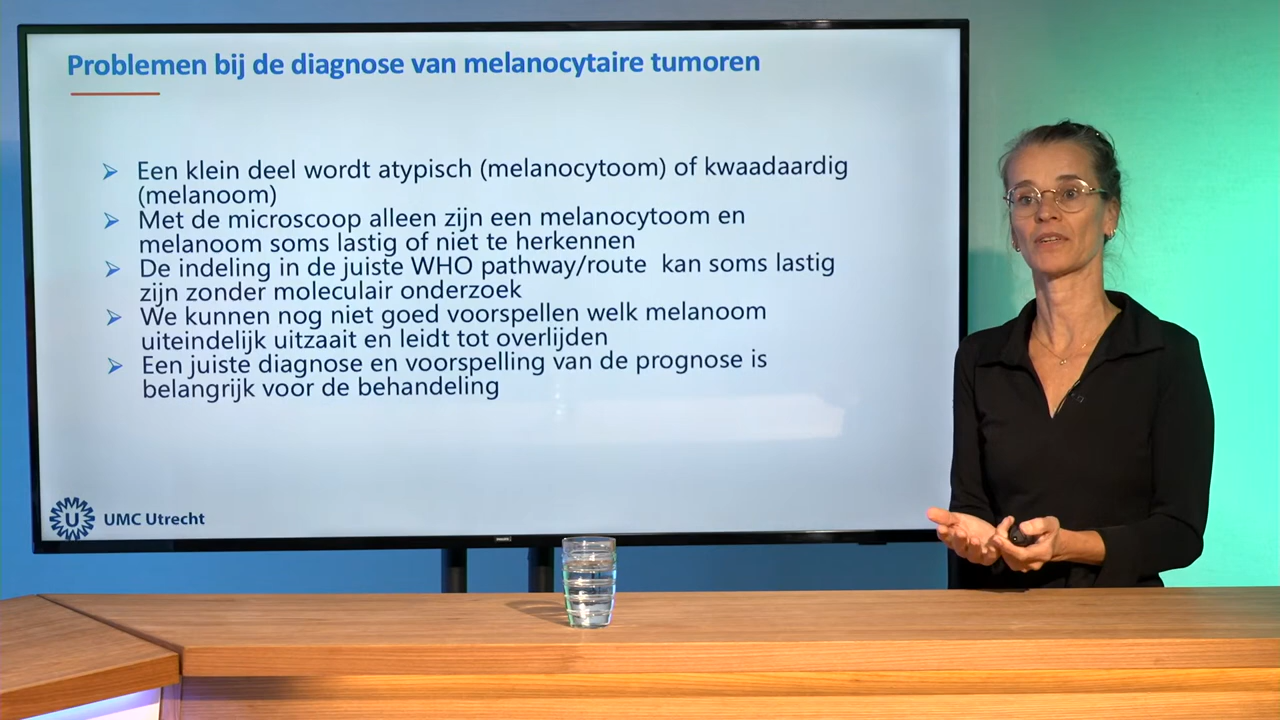 Problemen bij de diagnose van melanocytaire tumoren
Een klein deel wordt atypisch (melanocytoom) of kwaadaardig
(melanoom)
Met de microscoop alleen zijn een melanocytoom en
melanoom soms lastig of niet te herkennen
De indeling in de juiste WHO pathway/route kan soms lastig
zijn zonder moleculair onderzoek
We kunnen nog niet goed voorspellen welk melanoom
uiteindelijk uitzaait en leidt tot overlijden
Een juiste diagnose en voorspelling van de prognose is
belangrijk voor de behandeling
U
UMC Utrecht
PHILIPS